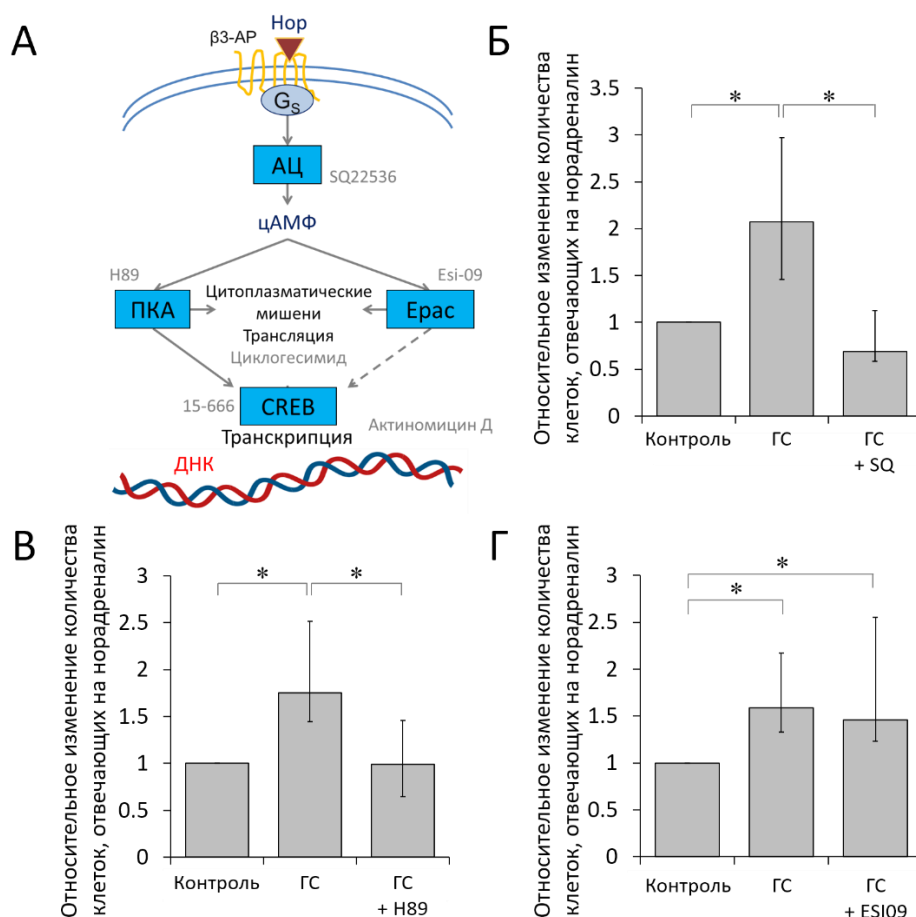 А
Нор
β3-АР
Gs
АЦ
SQ22536
цАМФ
H89
Esi-09
ПКА
Цитоплазматические
мишени
Epac
Трансляция
Циклогесимид
15-666
CREB
Актиномицин Д
Транскрипция
ДНК
Б
Относительное изменение количества
клеток, отвечающих на норадреналин
3.5
3
2.5
2
1.5
1
0.5
0
* *
Контроль ГС ГС
+ SQ
В
Относительное изменение количества
клеток, отвечающих на норадреналин
3
2.5
2
1.5
1
0.5
0
* *
Контроль ГС ГС
+ H89
Г
Относительное изменение количества
клеток, отвечающих на норадреналин
3
2.5
2
1.5
1
0.5
0
*
*
Контроль ГС ГС
+ ESI09